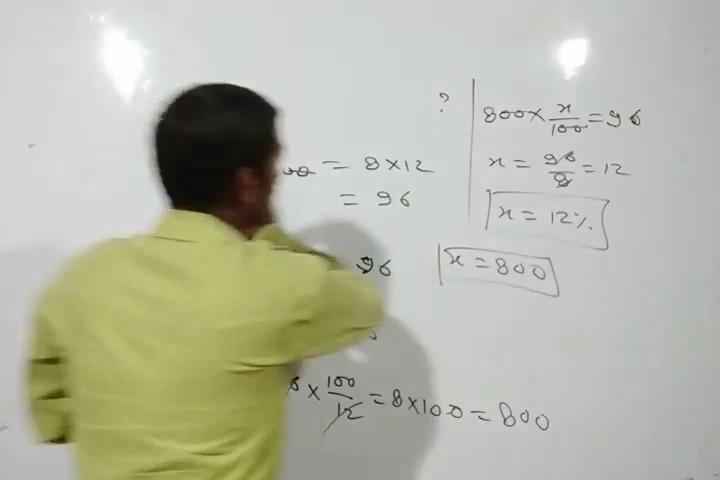 ?
= 8 × 12
= 96
96
x = 800
× 100/12 = 8 × 100 = 800
800 × x/100 = 96
x = 96/8 = 12
x = 12%